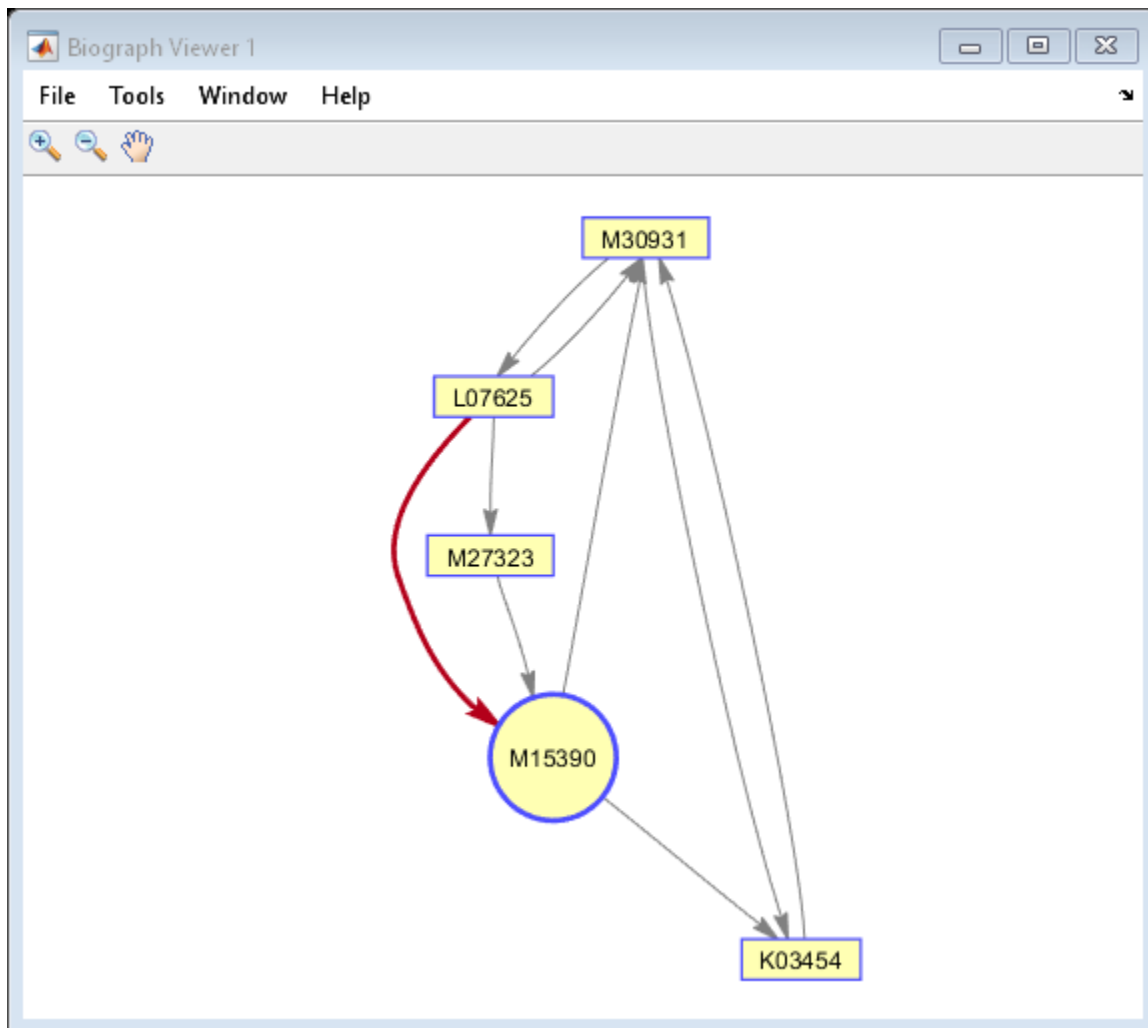 Biograph Viewer 1
File Tools Window Help
M30931
L07625
M27323
M15390
K03454